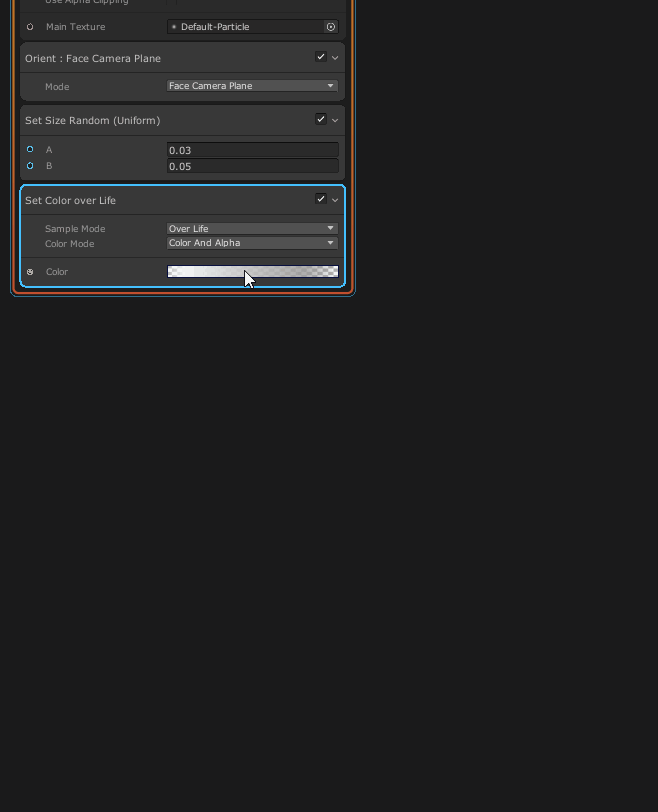 Use Alpha Clipping
Main Texture Default-Particle
Orient : Face Camera Plane
Mode Face Camera Plane
Set Size Random (Uniform)
A 0.03
B 0.05
Set Color over Life
Sample Mode Over Life
Color Mode Color And Alpha
Color